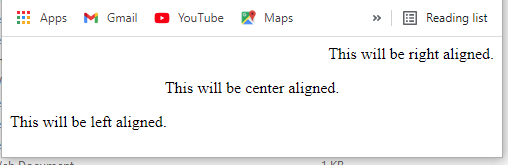 Apps Gmail YouTube Maps » Reading list
This will be right aligned.
This will be center aligned.
This will be left aligned.